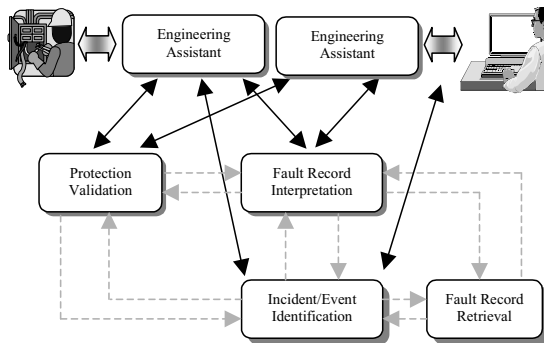 Engineering
Assistant
Engineering
Assistant
Protection
Validation
Fault Record
Interpretation
Incident/Event
Identification
Fault Record
Retrieval